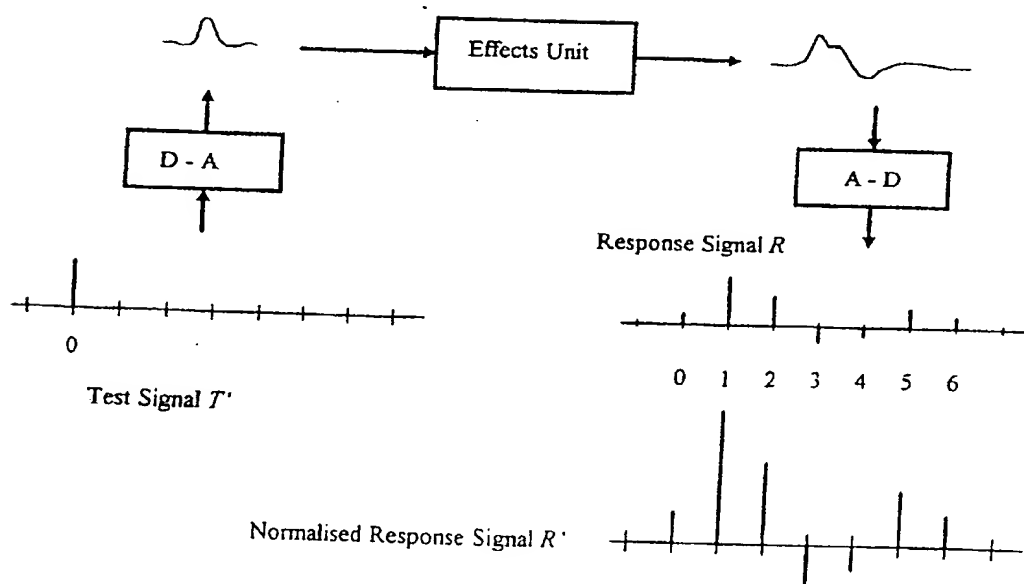 Effects Unit
D - A
A - D
Response Signal R
0
0 1 2 3 4 5 6
Test Signal T'
Normalised Response Signal R'